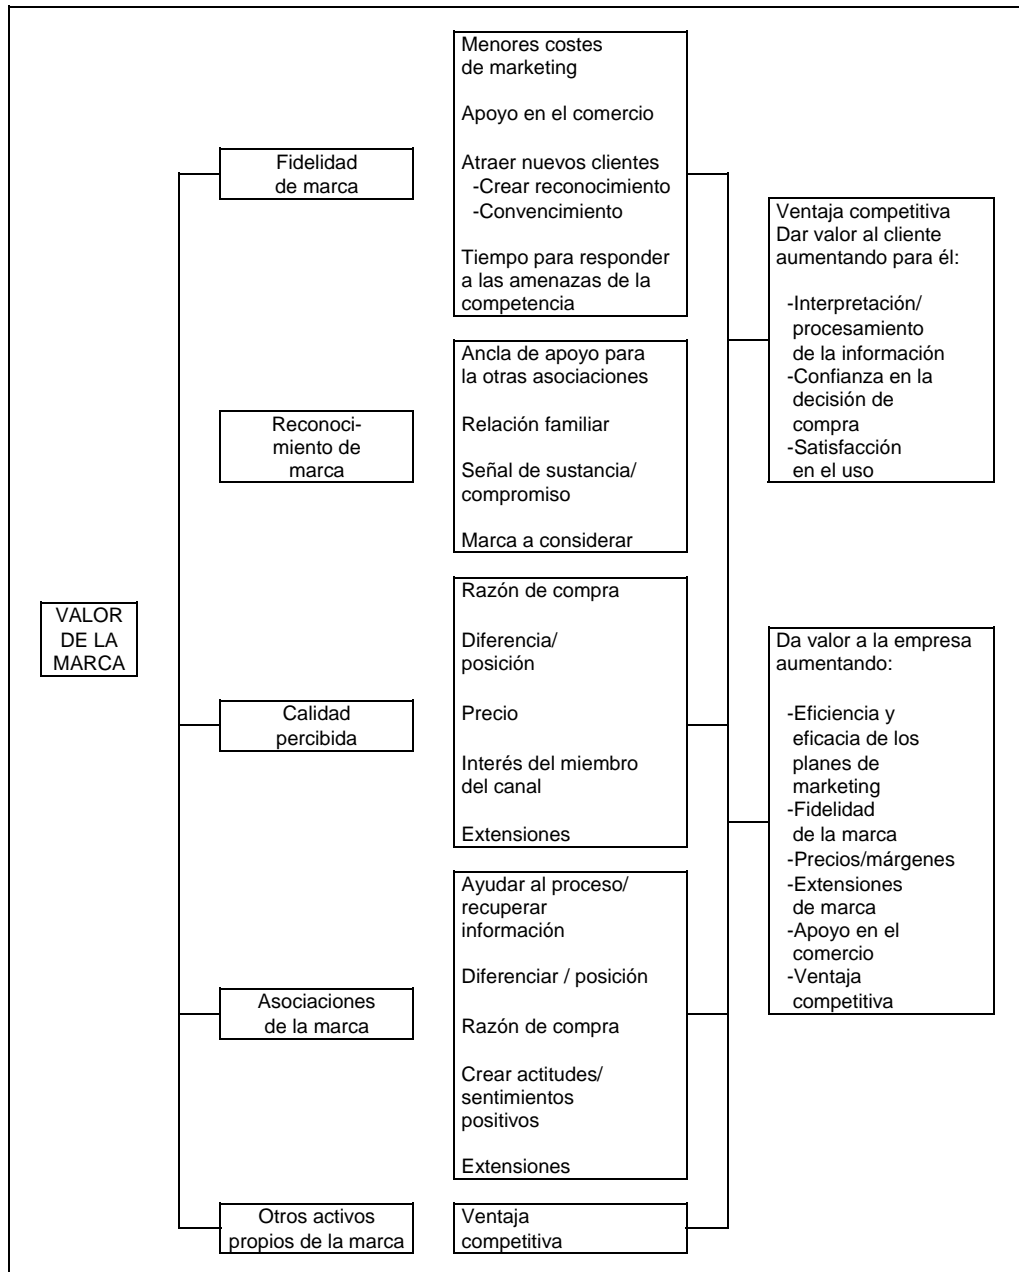 VALOR
DE LA
MARCA
Fidelidad
de marca
Menores costes
de marketing
Apoyo en el comercio
Atraer nuevos clientes
-Crear reconocimiento
-Convencimiento
Tiempo para responder
a las amenazas de la
competencia
Reconoci-
miento de
marca
Ancla de apoyo para
la otras asociaciones
Relación familiar
Señal de sustancia/
compromiso
Marca a considerar
Calidad
percibida
Razón de compra
Diferencia/
posición
Precio
Interés del miembro
del canal
Extensiones
Asociaciones
de la marca
Ayudar al proceso/
recuperar
información
Diferenciar / posición
Razón de compra
Crear actitudes/
sentimientos
positivos
Extensiones
Otros activos
propios de la marca
Ventaja
competitiva
Ventaja competitiva
Dar valor al cliente
aumentando para él:
-Interpretación/
procesamiento
de la información
-Confianza en la
decisión de
compra
-Satisfacción
en el uso
Da valor a la empresa
aumentando:
-Eficiencia y
eficacia de los
planes de
marketing
-Fidelidad
de la marca
-Precios/márgenes
-Extensiones
de marca
-Apoyo en el
comercio
-Ventaja
competitiva